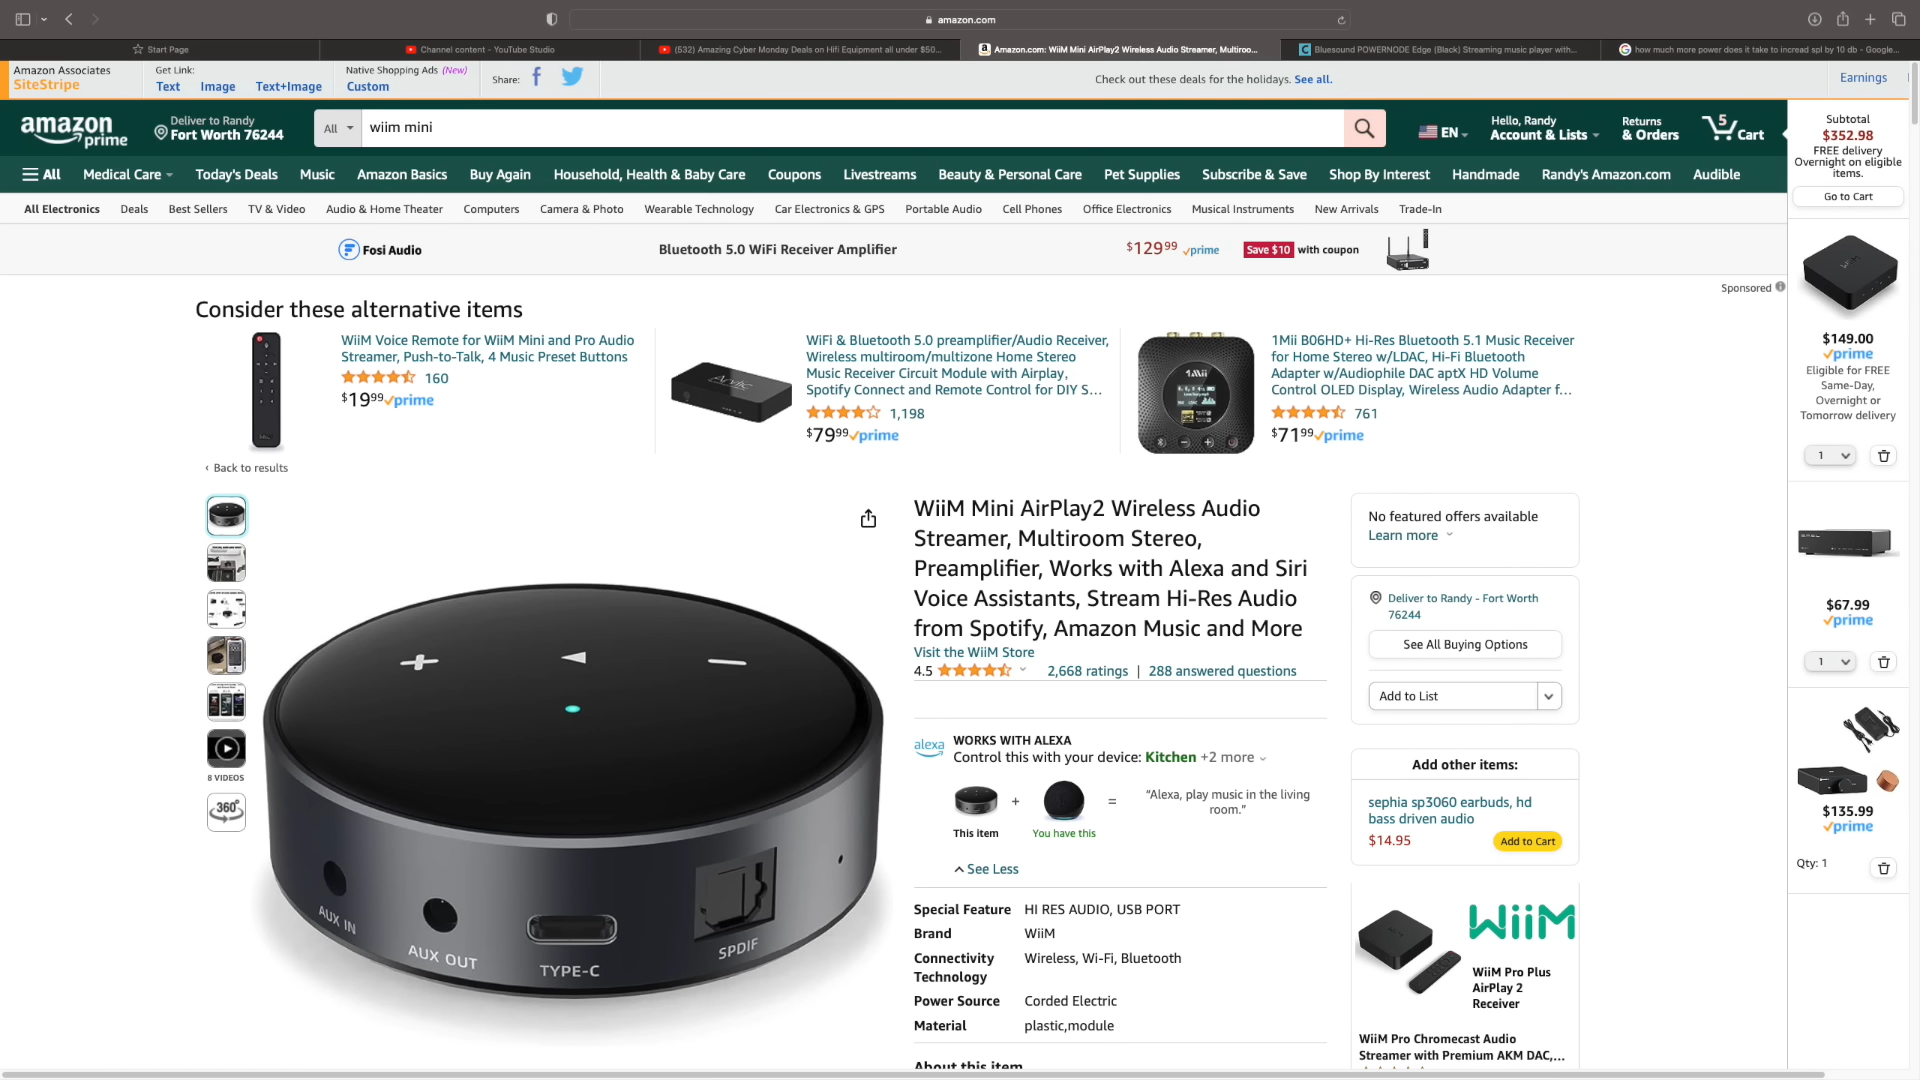 amazon.com
Start Page
Channel content - YouTube Studio
(532) Amazing Cyber Monday Deals on Hifi Equipment all under $50...
Amazon.com: WiiM Mini AirPlay2 Wireless Audio Streamer, Multiroo...
Bluesound POWERNODE Edge (Black) Streaming music player with...
how much more power does it take to incread spl by 10 db - Google...
Amazon Associates
SiteStripe
Get Link:
Text Image Text+Image
Native Shopping Ads (New)
Custom
Share:
Check out these deals for the holidays. See all.
Earnings
amazon prime
Deliver to Randy
Fort Worth 76244
All
wiim mini
EN
Hello, Randy
Account & Lists
Returns
& Orders
5
Cart
All Medical Care Today's Deals Music Amazon Basics Buy Again Household, Health & Baby Care Coupons Livestreams Beauty & Personal Care Pet Supplies Subscribe & Save Shop By Interest Handmade Randy's Amazon.com Audible
All Electronics Deals Best Sellers TV & Video Audio & Home Theater Computers Camera & Photo Wearable Technology Car Electronics & GPS Portable Audio Cell Phones Office Electronics Musical Instruments New Arrivals Trade-In
Fosi Audio
Bluetooth 5.0 WiFi Receiver Amplifier
$129 99 prime
Save $10 with coupon
Sponsored
Consider these alternative items
WiiM Voice Remote for WiiM Mini and Pro Audio
Streamer, Push-to-Talk, 4 Music Preset Buttons
160
$19 99 prime
Arylic
WiFi & Bluetooth 5.0 preamplifier/Audio Receiver,
Wireless multiroom/multizone Home Stereo
Music Receiver Circuit Module with Airplay,
Spotify Connect and Remote Control for DIY S...
1,198
$79 99 prime
1Mii
1Mii B06HD+ Hi-Res Bluetooth 5.1 Music Receiver
for Home Stereo w/LDAC, Hi-Fi Bluetooth
Adapter w/Audiophile DAC aptX HD Volume
Control OLED Display, Wireless Audio Adapter f...
761
$71 99 prime
‹ Back to results
8 VIDEOS
360°
AUX IN
AUX OUT
TYPE-C
SPDIF
WiiM Mini AirPlay2 Wireless Audio
Streamer, Multiroom Stereo,
Preamplifier, Works with Alexa and Siri
Voice Assistants, Stream Hi-Res Audio
from Spotify, Amazon Music and More
Visit the WiiM Store
4.5 2,668 ratings | 288 answered questions
alexa
WORKS WITH ALEXA
Control this with your device: Kitchen +2 more
+
=
"Alexa, play music in the living
room."
This item
You have this
See Less
Special Feature HI RES AUDIO, USB PORT
Brand WiiM
Connectivity Wireless, Wi-Fi, Bluetooth
Technology
Power Source Corded Electric
Material plastic,module
About this item
No featured offers available
Learn more
Deliver to Randy - Fort Worth
76244
See All Buying Options
Add to List
Add other items:
sephia sp3060 earbuds, hd
bass driven audio
$14.95
Add to Cart
WiiM
WiiM Pro Plus
AirPlay 2
Receiver
WiiM Pro Chromecast Audio
Streamer with Premium AKM DAC,...
Subtotal
$352.98
FREE delivery
Overnight on eligible
items.
Go to Cart
$149.00
prime
Eligible for FREE
Same-Day,
Overnight or
Tomorrow delivery
1
$67.99
prime
1
$135.99
prime
Qty: 1